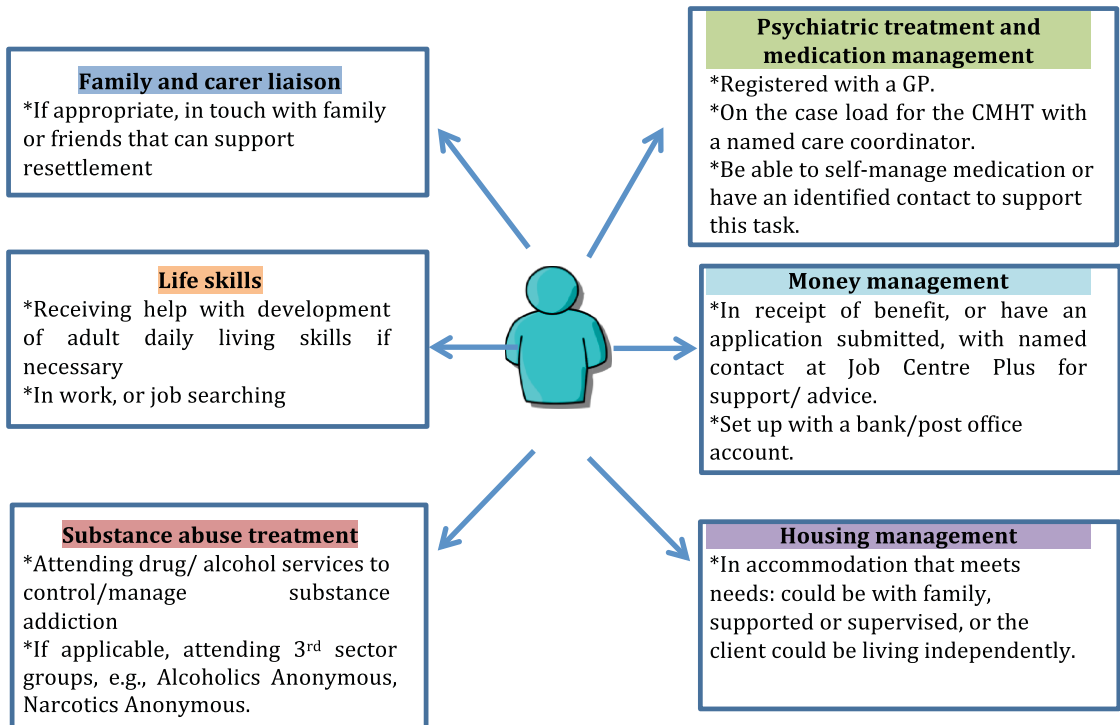 Family and carer liaison
*If appropriate, in touch with family
or friends that can support
resettlement
Psychiatric treatment and
medication management
*Registered with a GP.
*On the case load for the CMHT with
a named care coordinator.
*Be able to self-manage medication or
have an identified contact to support
this task.
Life skills
*Receiving help with development
of adult daily living skills if
necessary
*In work, or job searching
Money management
*In receipt of benefit, or have an
application submitted, with named
contact at Job Centre Plus for
support/ advice.
*Set up with a bank/post office
account.
Substance abuse treatment
*Attending drug/ alcohol services to
control/manage substance
addiction
*If applicable, attending 3rd sector
groups, e.g., Alcoholics Anonymous,
Narcotics Anonymous.
Housing management
*In accommodation that meets
needs: could be with family,
supported or supervised, or the
client could be living independently.